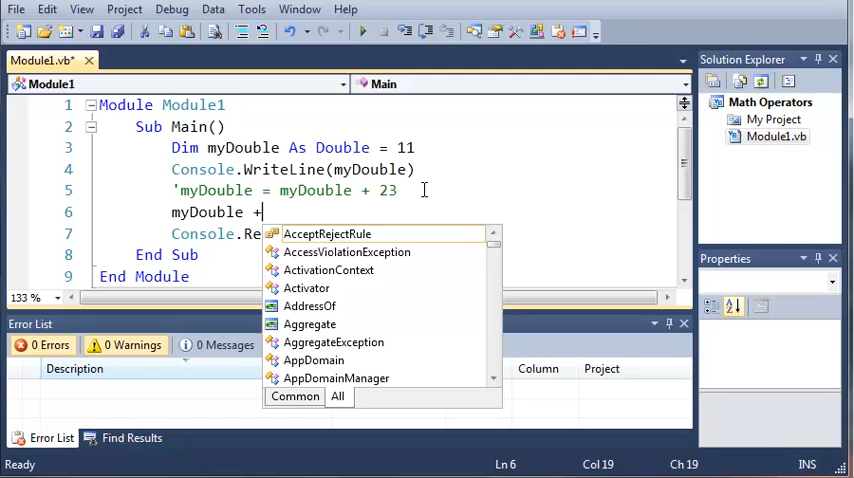 File Edit View Project Debug Data Tools Window Help
Module1.vb*
Module1 Main
1 Module Module1
2 Sub Main()
3 Dim myDouble As Double = 11
4 Console.WriteLine(myDouble)
5 'myDouble = myDouble + 23
6 myDouble +
7 Console.Re
8 End Sub
9 End Module
133 %
AcceptRejectRule
AccessViolationException
ActivationContext
Activator
AddressOf
Aggregate
AggregateException
AppDomain
AppDomainManager
Common All
Solution Explorer
Math Operators
My Project
Module1.vb
Properties
Error List
0 Errors 0 Warnings 0 Messages
Description Column Project
Error List Find Results
Ready Ln 6 Col 19 Ch 19 INS